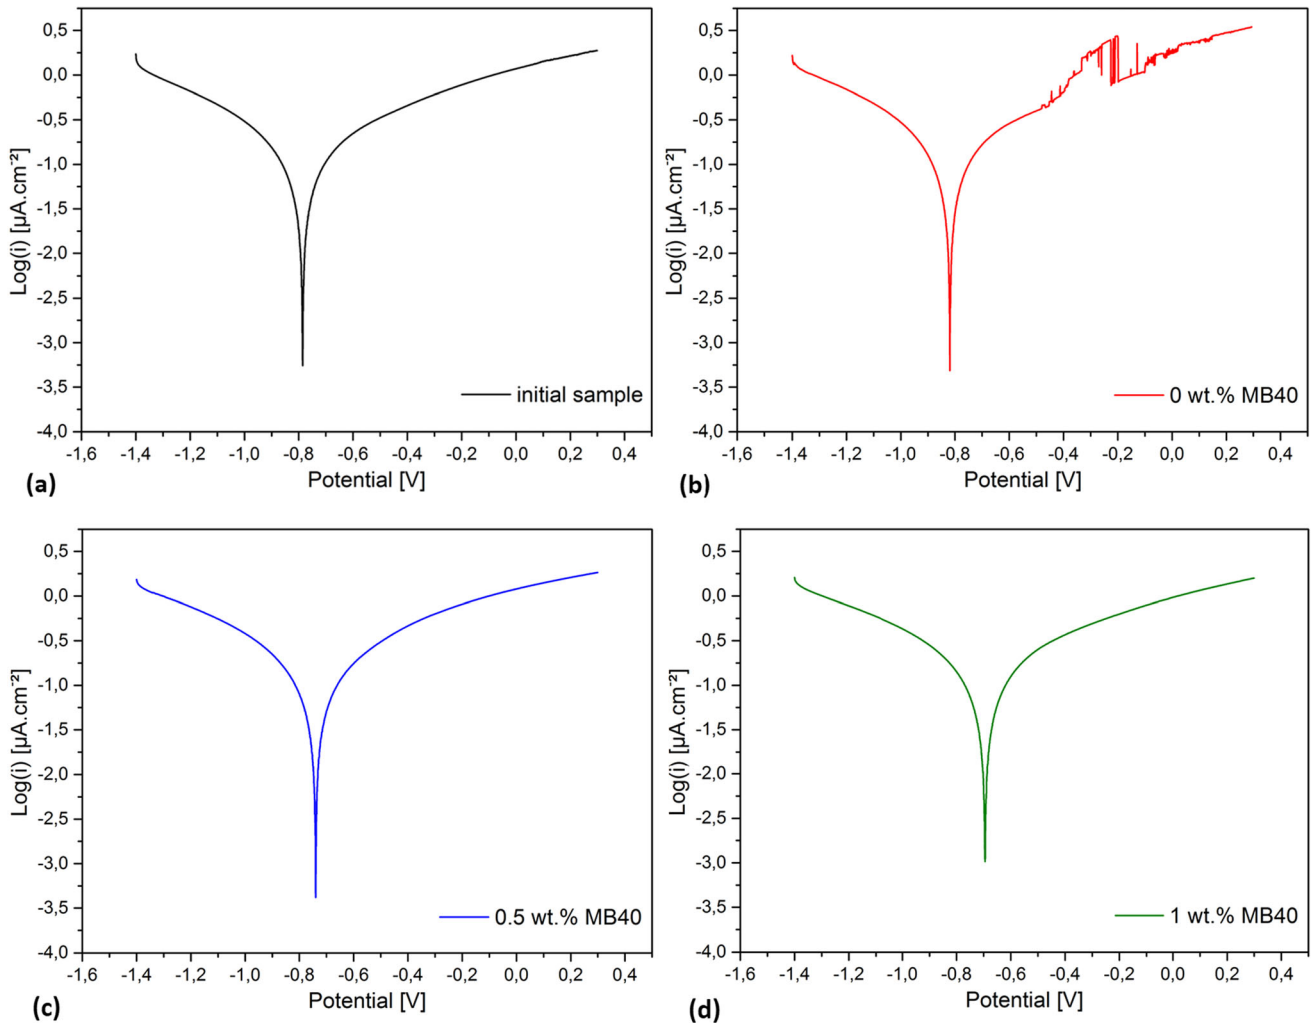 0,5
0,0
-0,5
-1,0
-1,5
-2,0
-2,5
-3,0
-3,5
-4,0
Log(i) [µA.cm⁻²]
initial sample
-1,6 -1,4 -1,2 -1,0 -0,8 -0,6 -0,4 -0,2 0,0 0,2 0,4
Potential [V]
(a)
0,5
0,0
-0,5
-1,0
-1,5
-2,0
-2,5
-3,0
-3,5
-4,0
Log(i) [µA.cm⁻²]
0 wt.% MB40
-1,6 -1,4 -1,2 -1,0 -0,8 -0,6 -0,4 -0,2 0,0 0,2 0,4
Potential [V]
(b)
0,5
0,0
-0,5
-1,0
-1,5
-2,0
-2,5
-3,0
-3,5
-4,0
Log(i) [µA.cm⁻²]
0.5 wt.% MB40
-1,6 -1,4 -1,2 -1,0 -0,8 -0,6 -0,4 -0,2 0,0 0,2 0,4
Potential [V]
(c)
0,5
0,0
-0,5
-1,0
-1,5
-2,0
-2,5
-3,0
-3,5
-4,0
Log(i) [µA.cm⁻²]
1 wt.% MB40
-1,6 -1,4 -1,2 -1,0 -0,8 -0,6 -0,4 -0,2 0,0 0,2 0,4
Potential [V]
(d)